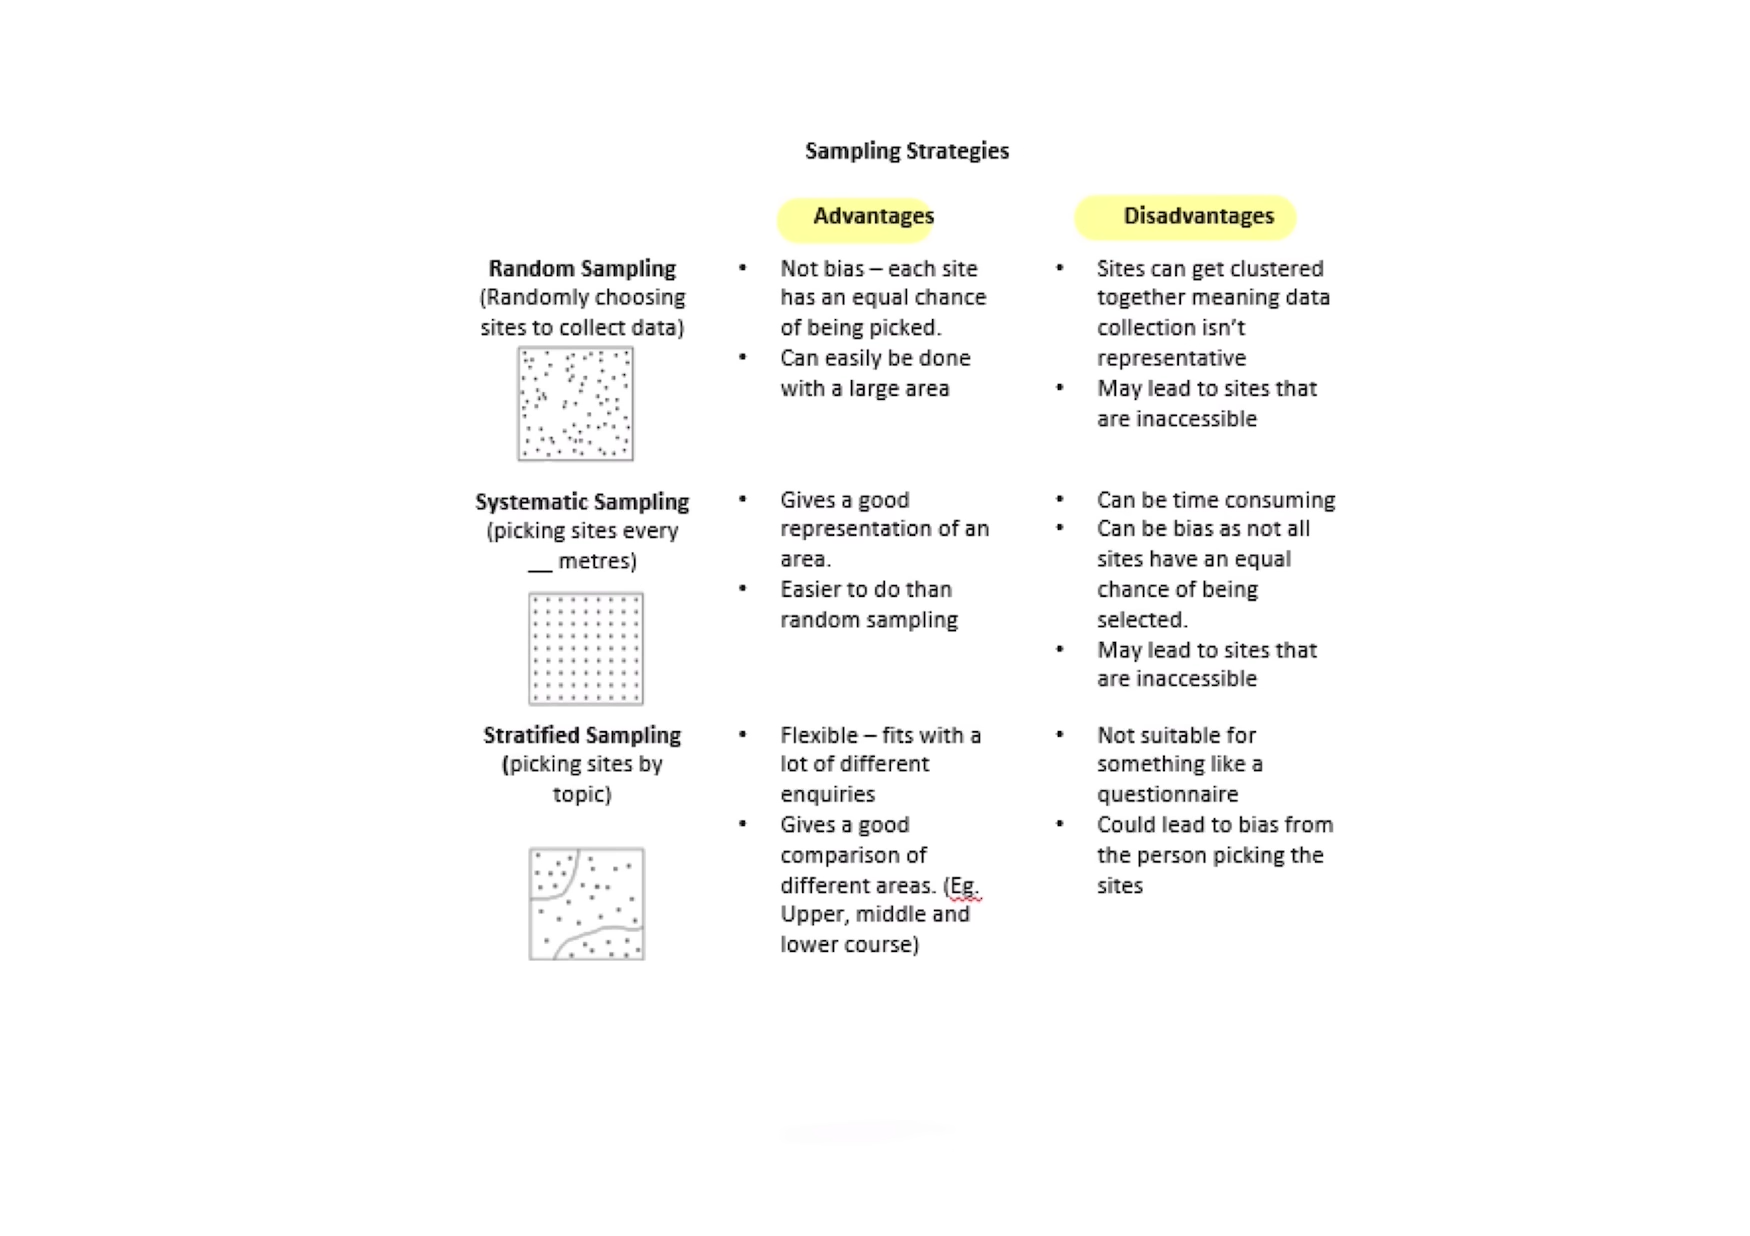 Sampling Strategies
Advantages
Disadvantages
Random Sampling
(Randomly choosing
sites to collect data)
• Not bias – each site
has an equal chance
of being picked.
• Can easily be done
with a large area
• Sites can get clustered
together meaning data
collection isn't
representative
• May lead to sites that
are inaccessible
Systematic Sampling
(picking sites every
__ metres)
• Gives a good
representation of an
area.
• Easier to do than
random sampling
• Can be time consuming
• Can be bias as not all
sites have an equal
chance of being
selected.
• May lead to sites that
are inaccessible
Stratified Sampling
(picking sites by
topic)
• Flexible – fits with a
lot of different
enquiries
• Gives a good
comparison of
different areas. (Eg.
Upper, middle and
lower course)
• Not suitable for
something like a
questionnaire
• Could lead to bias from
the person picking the
sites